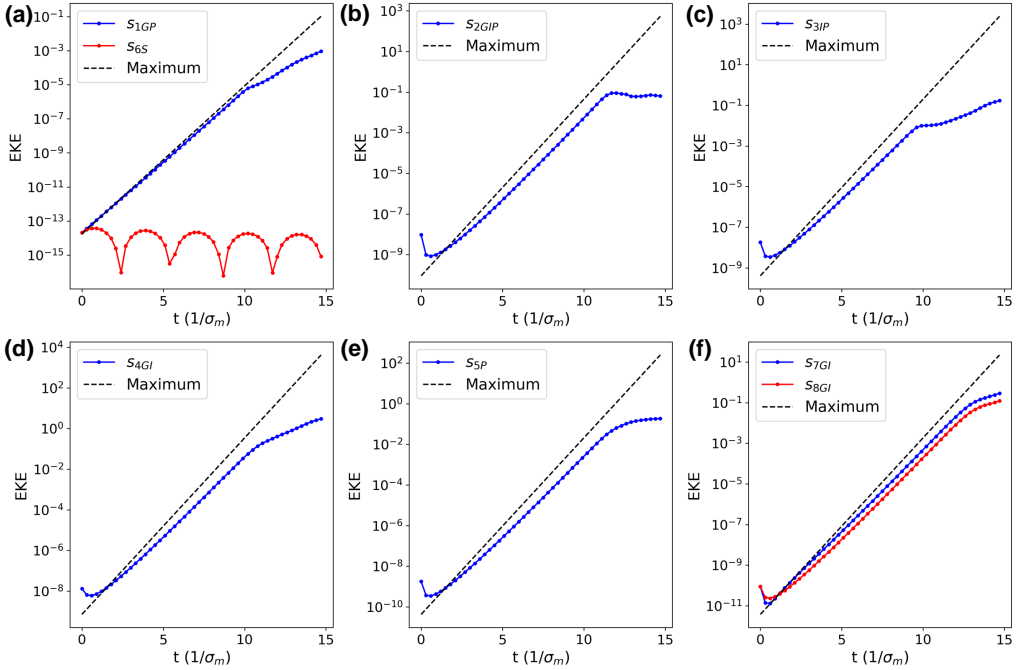 (a)
s1GP
s6S
Maximum
10^-1
10^-3
10^-5
10^-7
10^-9
10^-11
10^-13
10^-15
EKE
0 5 10 15
t (1/σm)
(b)
s2GIP
Maximum
10^3
10^1
10^-1
10^-3
10^-5
10^-7
10^-9
EKE
0 5 10 15
t (1/σm)
(c)
s3IP
Maximum
10^3
10^1
10^-1
10^-3
10^-5
10^-7
10^-9
EKE
0 5 10 15
t (1/σm)
(d)
s4GI
Maximum
10^4
10^2
10^0
10^-2
10^-4
10^-6
10^-8
EKE
0 5 10 15
t (1/σm)
(e)
s5P
Maximum
10^2
10^0
10^-2
10^-4
10^-6
10^-8
10^-10
EKE
0 5 10 15
t (1/σm)
(f)
s7GI
s8GI
Maximum
10^1
10^-1
10^-3
10^-5
10^-7
10^-9
10^-11
EKE
0 5 10 15
t (1/σm)